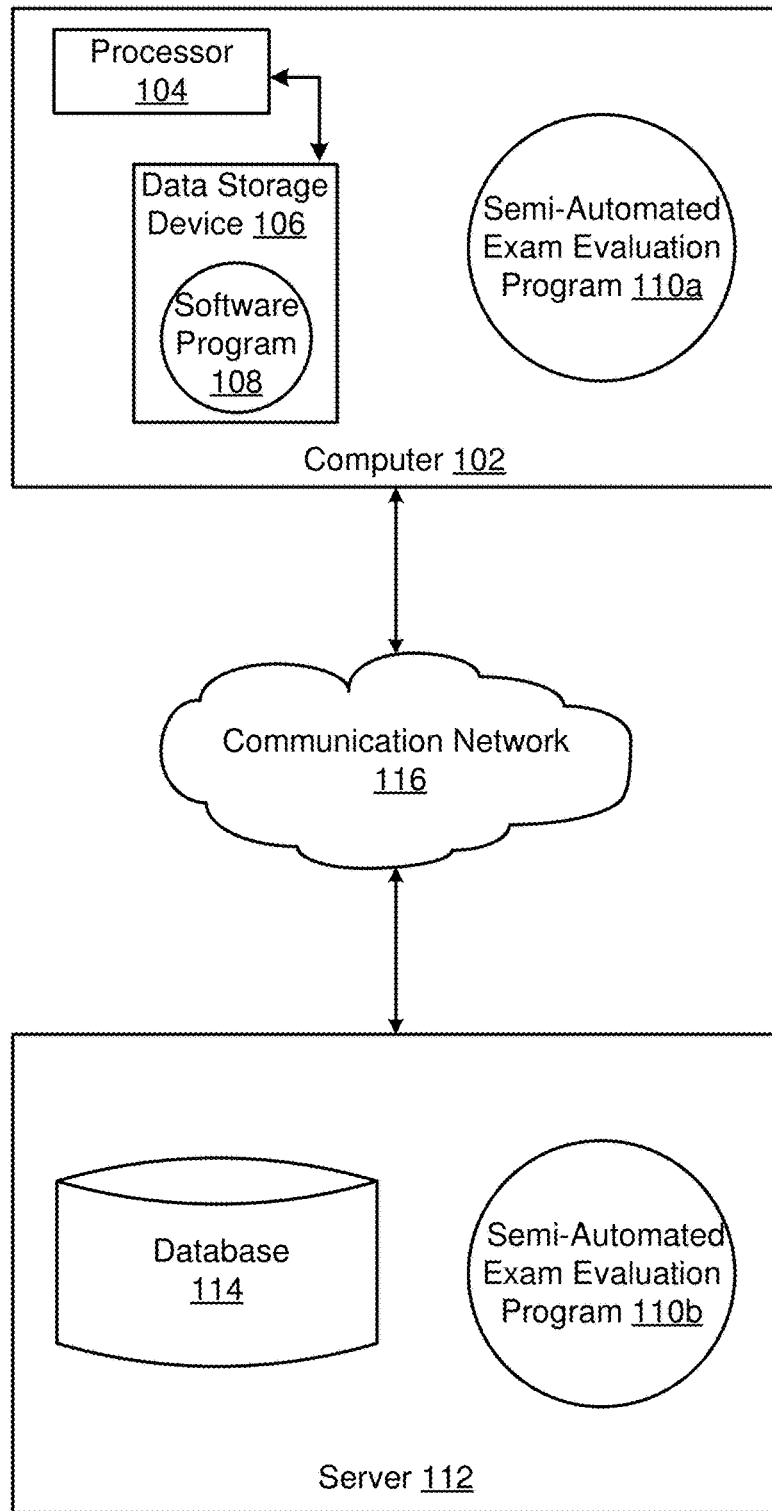 Processor
104
Data Storage
Device 106
Software
Program
108
Semi-Automated
Exam Evaluation
Program 110a
Computer 102
Communication Network
116
Database
114
Semi-Automated
Exam Evaluation
Program 110b
Server 112